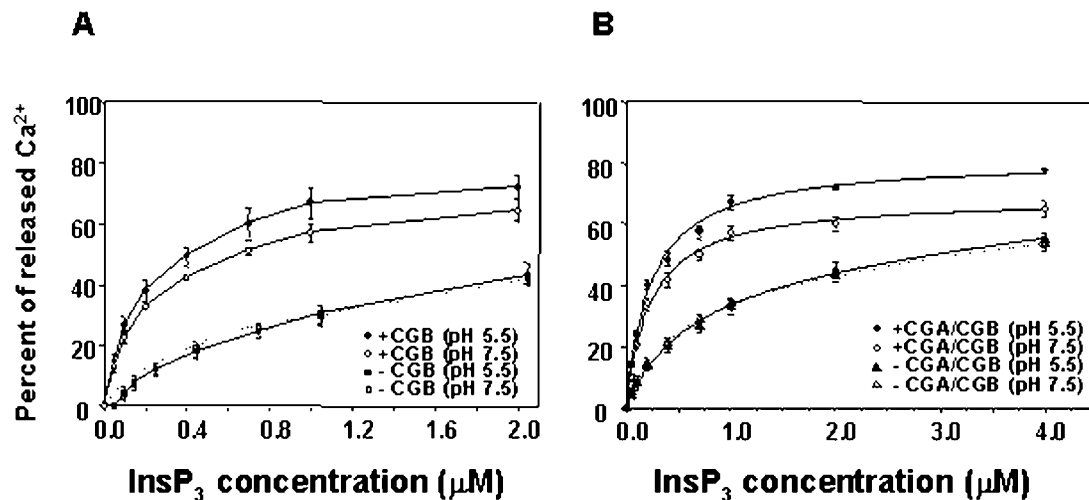 A
B
Percent of released Ca²⁺
100
80
60
40
20
0
0.0 0.4 0.8 1.2 1.6 2.0
InsP₃ concentration (μM)
+CGB (pH 5.5)
+CGB (pH 7.5)
- CGB (pH 5.5)
- CGB (pH 7.5)
100
80
60
40
20
0
0.0 1.0 2.0 3.0 4.0
InsP₃ concentration (μM)
+CGA/CGB (pH 5.5)
+CGA/CGB (pH 7.5)
- CGA/CGB (pH 5.5)
- CGA/CGB (pH 7.5)